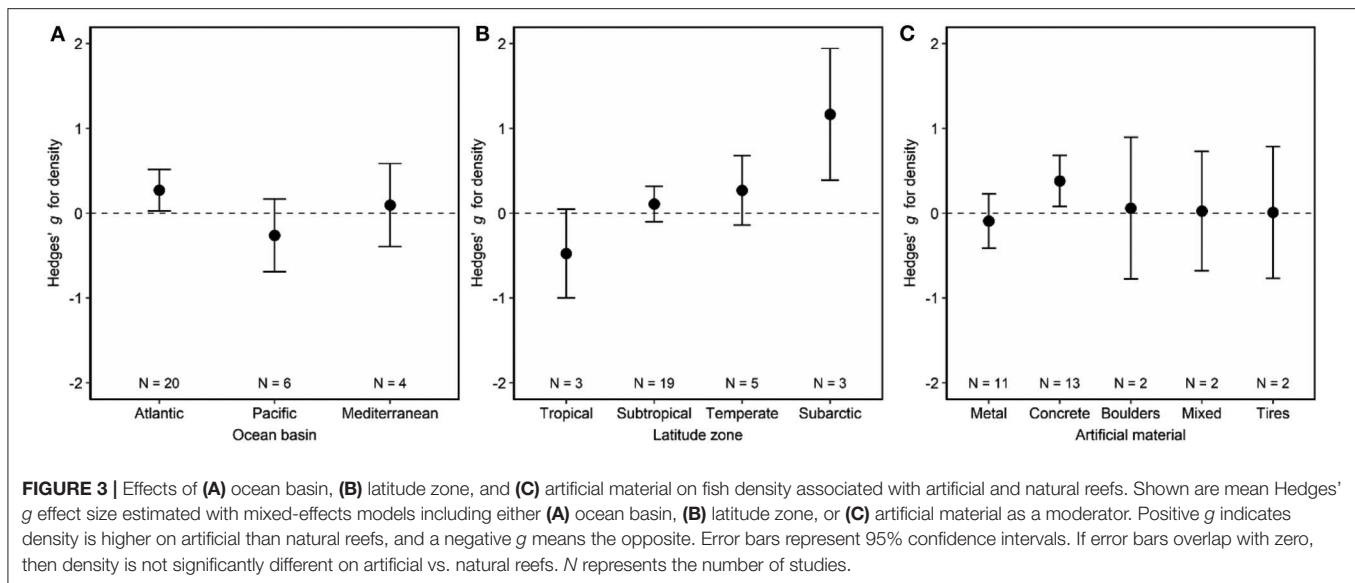 A
2
1
0
-1
-2
Hedges' g for density
N = 20
N = 6
N = 4
Atlantic
Pacific
Mediterranean
Ocean basin
B
2
1
0
-1
-2
Hedges' g for density
N = 3
N = 19
N = 5
N = 3
Tropical
Subtropical
Temperate
Subarctic
Latitude zone
C
2
1
0
-1
-2
Hedges' g for density
N = 11
N = 13
N = 2
N = 2
N = 2
Metal
Concrete
Boulders
Mixed
Tires
Artificial material
FIGURE 3 | Effects of (A) ocean basin, (B) latitude zone, and (C) artificial material on fish density associated with artificial and natural reefs. Shown are mean Hedges'
g effect size estimated with mixed-effects models including either (A) ocean basin, (B) latitude zone, or (C) artificial material as a moderator. Positive g indicates
density is higher on artificial than natural reefs, and a negative g means the opposite. Error bars represent 95% confidence intervals. If error bars overlap with zero,
then density is not significantly different on artificial vs. natural reefs. N represents the number of studies.